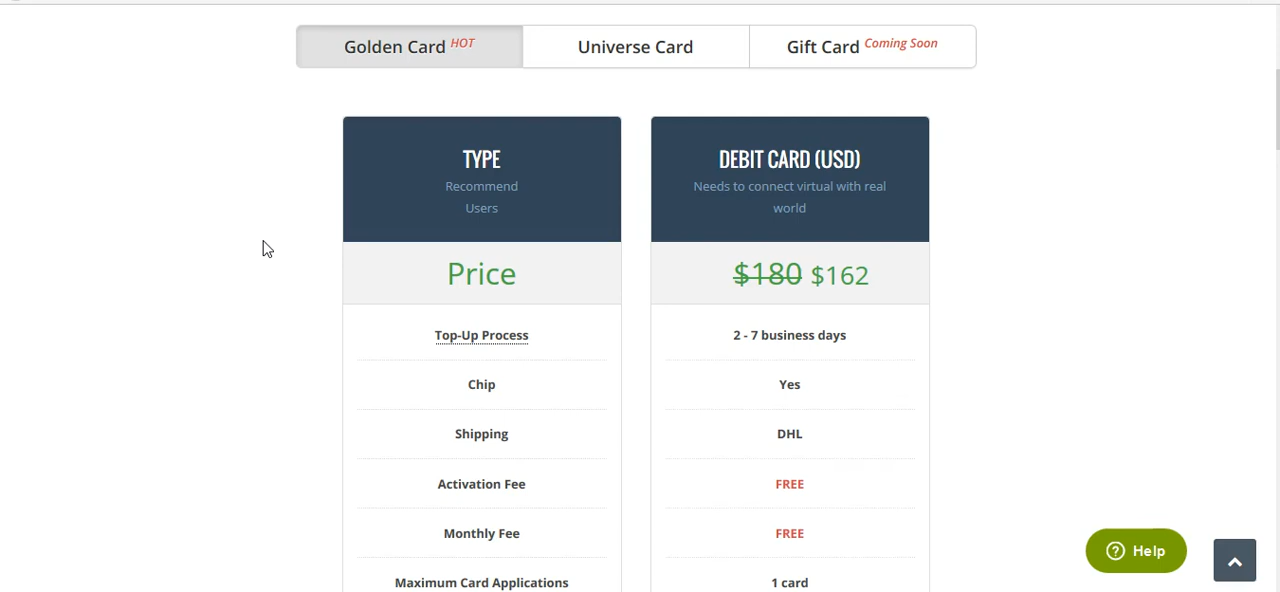 Golden Card HOT
Universe Card
Gift Card Coming Soon
TYPE
Recommend
Users
DEBIT CARD (USD)
Needs to connect virtual with real
world
Price
$180 $162
Top-Up Process
2 - 7 business days
Chip
Yes
Shipping
DHL
Activation Fee
FREE
Monthly Fee
FREE
Maximum Card Applications
1 card
Help